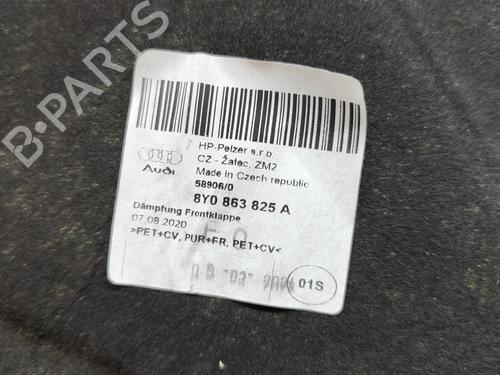 B-PARTS
HP-Pelzer s.r.o.
CZ - Žatec, ZM2
Made in Czech republic
58906/0
Audi
8Y0 863 825 A
Dämpfung Frontklappe
07.08.2020
>PET+CV, PUR+FR, PET+CV<
01S